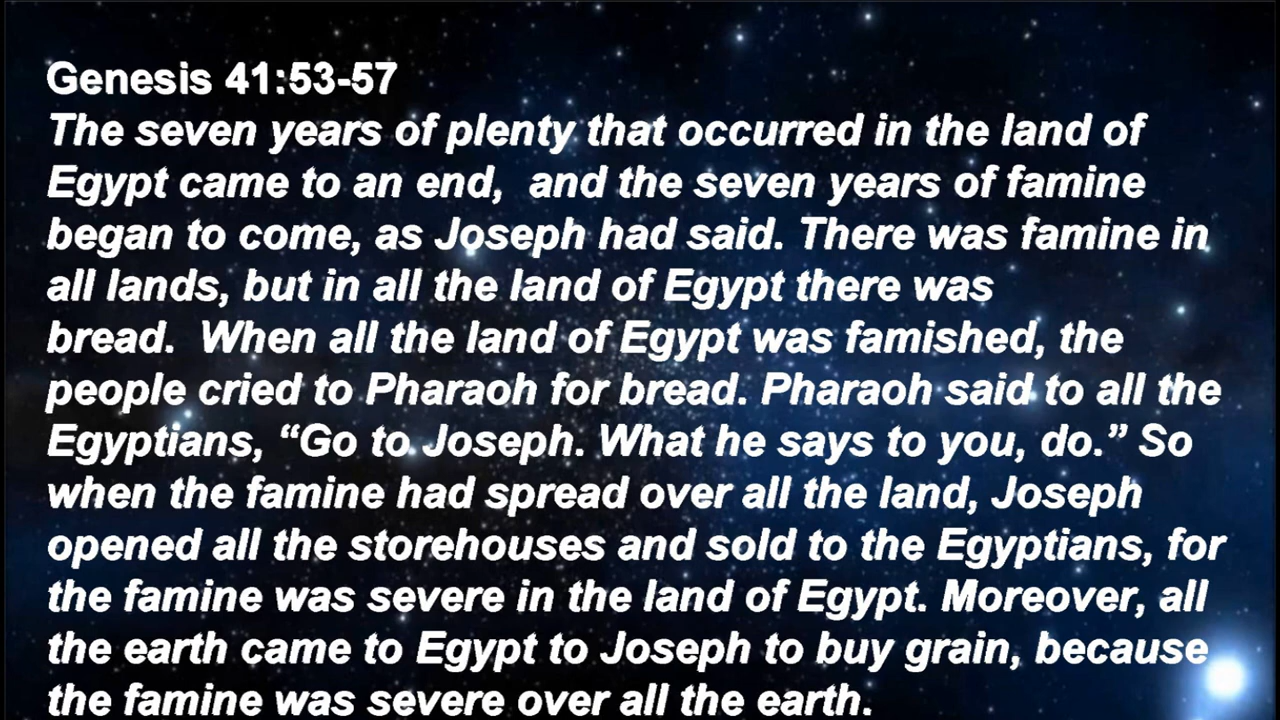 Genesis 41:53-57
The seven years of plenty that occurred in the land of
Egypt came to an end,  and the seven years of famine
began to come, as Joseph had said. There was famine in
all lands, but in all the land of Egypt there was
bread.  When all the land of Egypt was famished, the
people cried to Pharaoh for bread. Pharaoh said to all the
Egyptians, “Go to Joseph. What he says to you, do.” So
when the famine had spread over all the land, Joseph
opened all the storehouses and sold to the Egyptians, for
the famine was severe in the land of Egypt. Moreover, all
the earth came to Egypt to Joseph to buy grain, because
the famine was severe over all the earth.